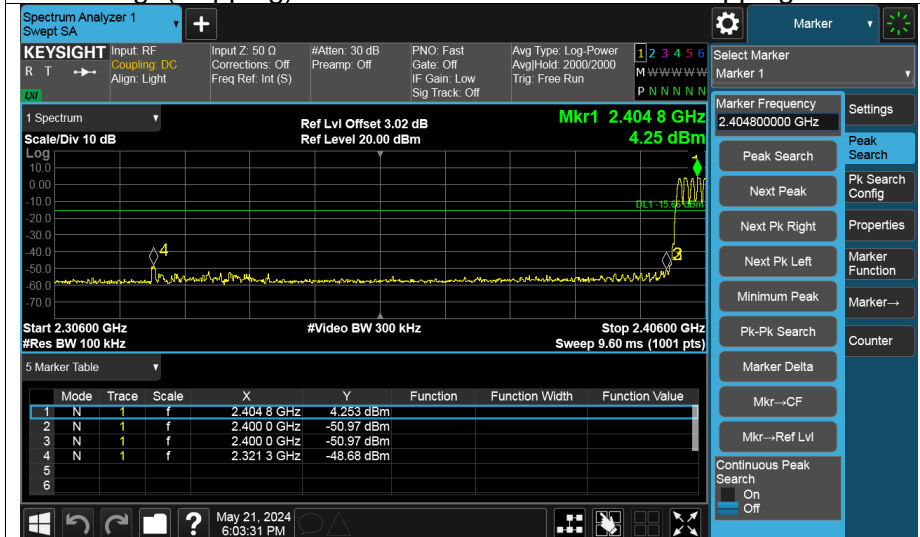 Spectrum Analyzer 1
Swept SA
Marker
KEYSIGHT
R T
LXI
Input: RF
Coupling: DC
Align: Light
Input Z: 50 Ω
Corrections: Off
Freq Ref: Int (S)
#Atten: 30 dB
Preamp: Off
PNO: Fast
Gate: Off
IF Gain: Low
Sig Track: Off
Avg Type: Log-Power
Avg|Hold: 2000/2000
Trig: Free Run
1 2 3 4 5 6
M W W W W W
P N N N N N
Select Marker
Marker 1
1 Spectrum
Scale/Div 10 dB
Ref Lvl Offset 3.02 dB
Ref Level 20.00 dBm
Mkr1 2.404 8 GHz
4.25 dBm
Log
10.0
0.00
-10.0
-20.0
-30.0
-40.0
-50.0
-60.0
-70.0
4
Start 2.30600 GHz
#Res BW 100 kHz
#Video BW 300 kHz
Stop 2.40600 GHz
Sweep 9.60 ms (1001 pts)
5 Marker Table
Mode Trace Scale X Y Function Function Width Function Value
1 N 1 f 2.404 8 GHz 4.253 dBm
2 N 1 f 2.400 0 GHz -50.97 dBm
3 N 1 f 2.400 0 GHz -50.97 dBm
4 N 1 f 2.321 3 GHz -48.68 dBm
5
6
May 21, 2024
6:03:31 PM
Marker Frequency
2.404800000 GHz
Peak Search
Next Peak
Next Pk Right
Next Pk Left
Minimum Peak
Pk-Pk Search
Marker Delta
Mkr→CF
Mkr→Ref Lvl
Continuous Peak
Search
On
Off
Settings
Peak
Search
Pk Search
Config
Properties
Marker
Function
Marker→
Counter